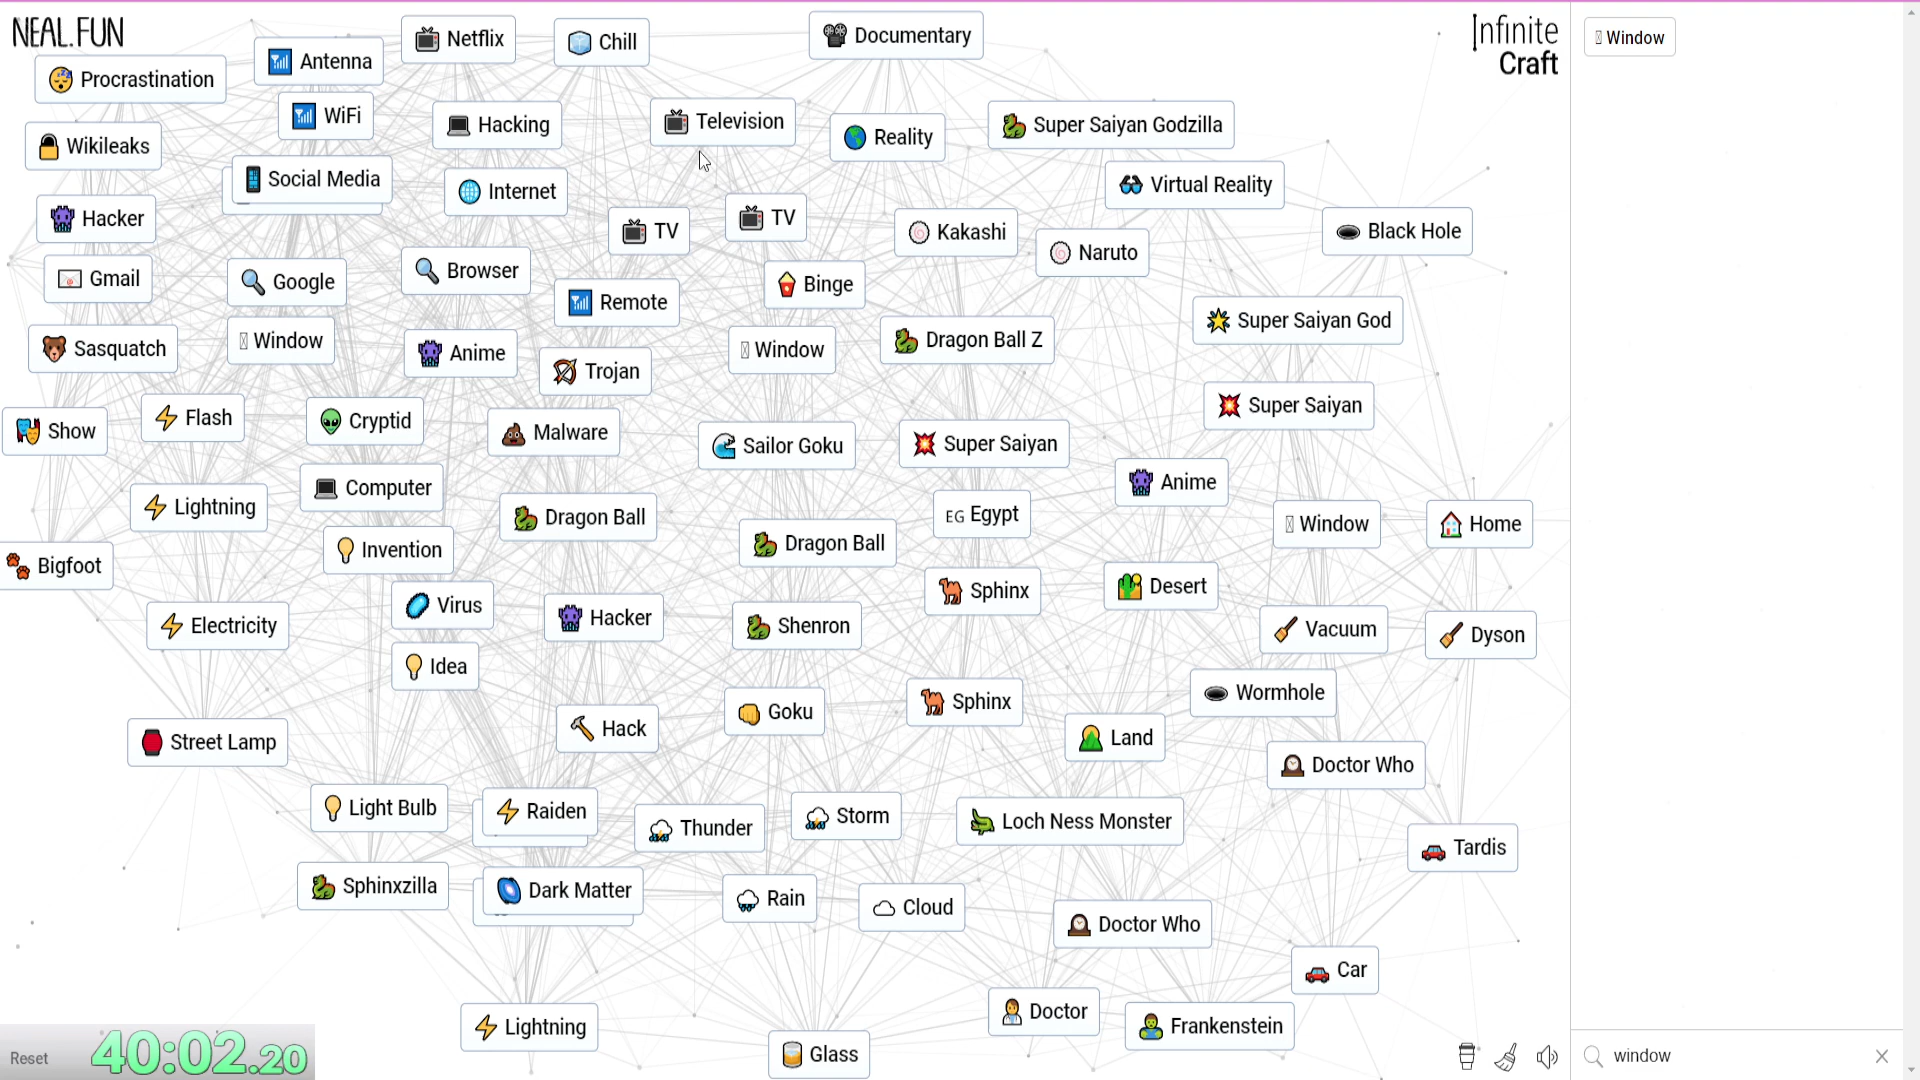 NEAL.FUN
Infinite
Craft
Procrastination
Antenna
Netflix
Chill
Documentary
WiFi
Hacking
Television
Reality
Super Saiyan Godzilla
Wikileaks
Social Media
Internet
Virtual Reality
Hacker
TV
TV
Kakashi
Naruto
Black Hole
Gmail
Google
Browser
Remote
Binge
Super Saiyan God
Sasquatch
Window
Anime
Trojan
Window
Dragon Ball Z
Super Saiyan
Show
Flash
Cryptid
Malware
Sailor Goku
Super Saiyan
Anime
Lightning
Computer
Dragon Ball
Dragon Ball
EG Egypt
Window
Home
Bigfoot
Invention
Sphinx
Desert
Electricity
Virus
Hacker
Shenron
Vacuum
Dyson
Idea
Sphinx
Wormhole
Street Lamp
Hack
Goku
Land
Doctor Who
Light Bulb
Raiden
Thunder
Storm
Loch Ness Monster
Tardis
Sphinxzilla
Dark Matter
Rain
Cloud
Doctor Who
Car
Lightning
Glass
Doctor
Frankenstein
Reset
40:02.20
Window
window